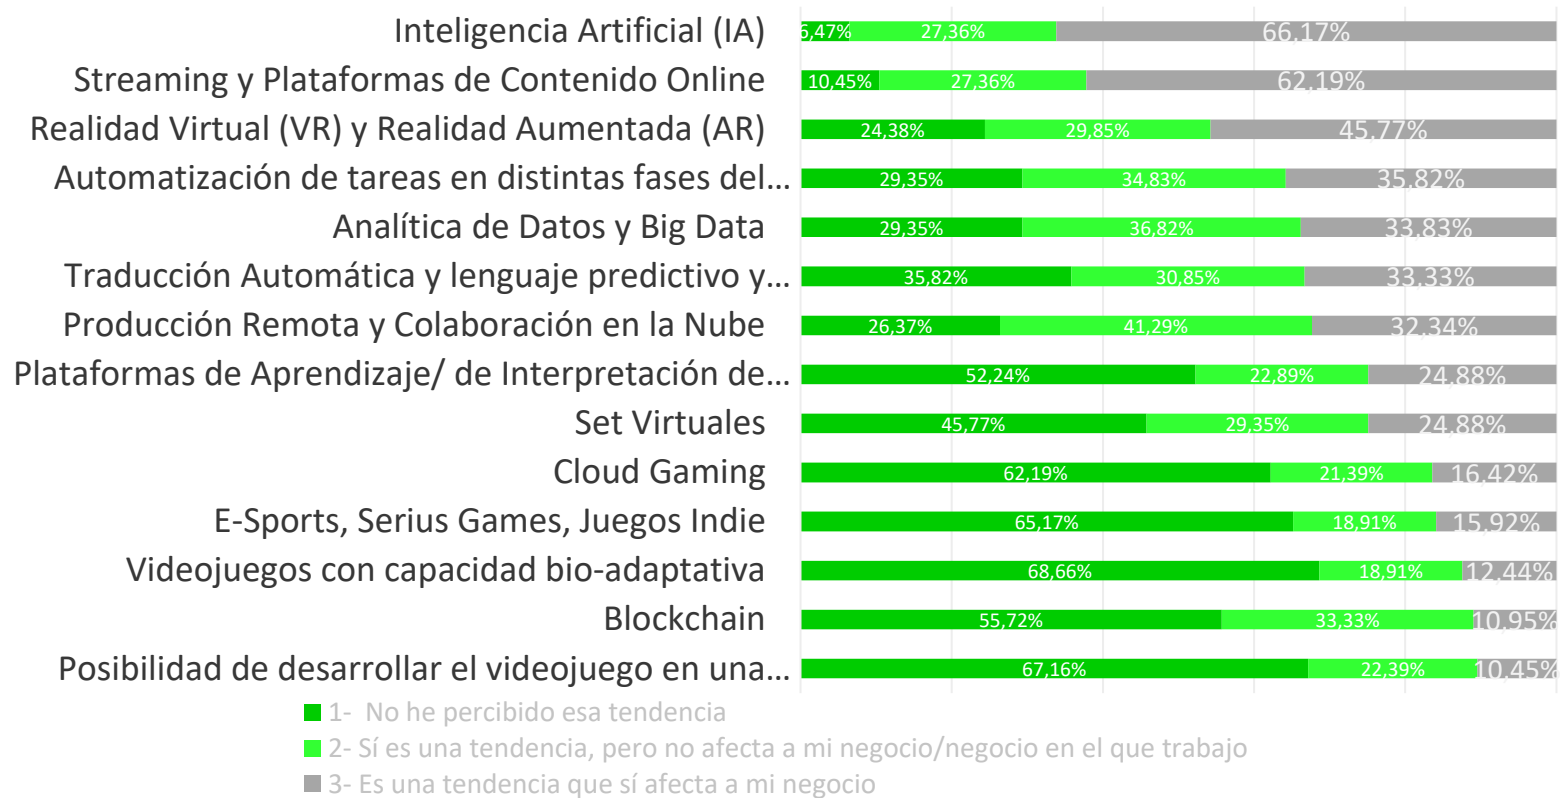 Inteligencia Artificial (IA) 6,47% 27,36% 66.17%
Streaming y Plataformas de Contenido Online 10,45% 27,36% 62.19%
Realidad Virtual (VR) y Realidad Aumentada (AR) 24,38% 29,85% 45.77%
Automatización de tareas en distintas fases del... 29,35% 34,83% 35.82%
Analítica de Datos y Big Data 29,35% 36,82% 33.83%
Traducción Automática y lenguaje predictivo y... 35,82% 30,85% 33.33%
Producción Remota y Colaboración en la Nube 26,37% 41,29% 32.34%
Plataformas de Aprendizaje/ de Interpretación de... 52,24% 22,89% 24.88%
Set Virtuales 45,77% 29,35% 24.88%
Cloud Gaming 62,19% 21,39% 16.42%
E-Sports, Serius Games, Juegos Indie 65,17% 18,91% 15.92%
Videojuegos con capacidad bio-adaptativa 68,66% 18,91% 12.44%
Blockchain 55,72% 33,33% 10.95%
Posibilidad de desarrollar el videojuego en una... 67,16% 22,39% 10.45%
1- No he percibido esa tendencia
2- Sí es una tendencia, pero no afecta a mi negocio/negocio en el que trabajo
3- Es una tendencia que sí afecta a mi negocio